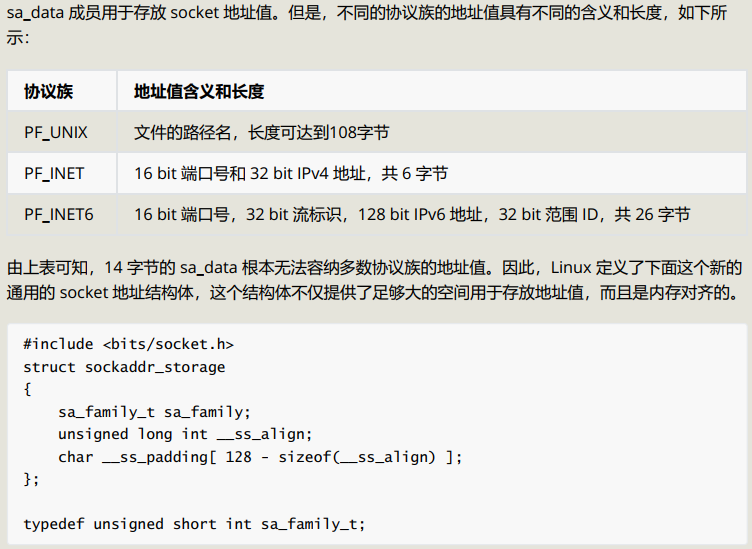 sa_data 成员用于存放 socket 地址值。但是，不同的协议族的地址值具有不同的含义和长度，如下所
示：
协议族 地址值含义和长度
PF_UNIX 文件的路径名，长度可达到108字节
PF_INET 16 bit 端口号和 32 bit IPv4 地址，共 6 字节
PF_INET6 16 bit 端口号，32 bit 流标识，128 bit IPv6 地址，32 bit 范围 ID，共 26 字节
由上表可知，14 字节的 sa_data 根本无法容纳多数协议族的地址值。因此，Linux 定义了下面这个新的
通用的 socket 地址结构体，这个结构体不仅提供了足够大的空间用于存放地址值，而且是内存对齐的。
#include <bits/socket.h>
struct sockaddr_storage
{
    sa_family_t sa_family;
    unsigned long int __ss_align;
    char __ss_padding[ 128 - sizeof(__ss_align) ];
};
typedef unsigned short int sa_family_t;